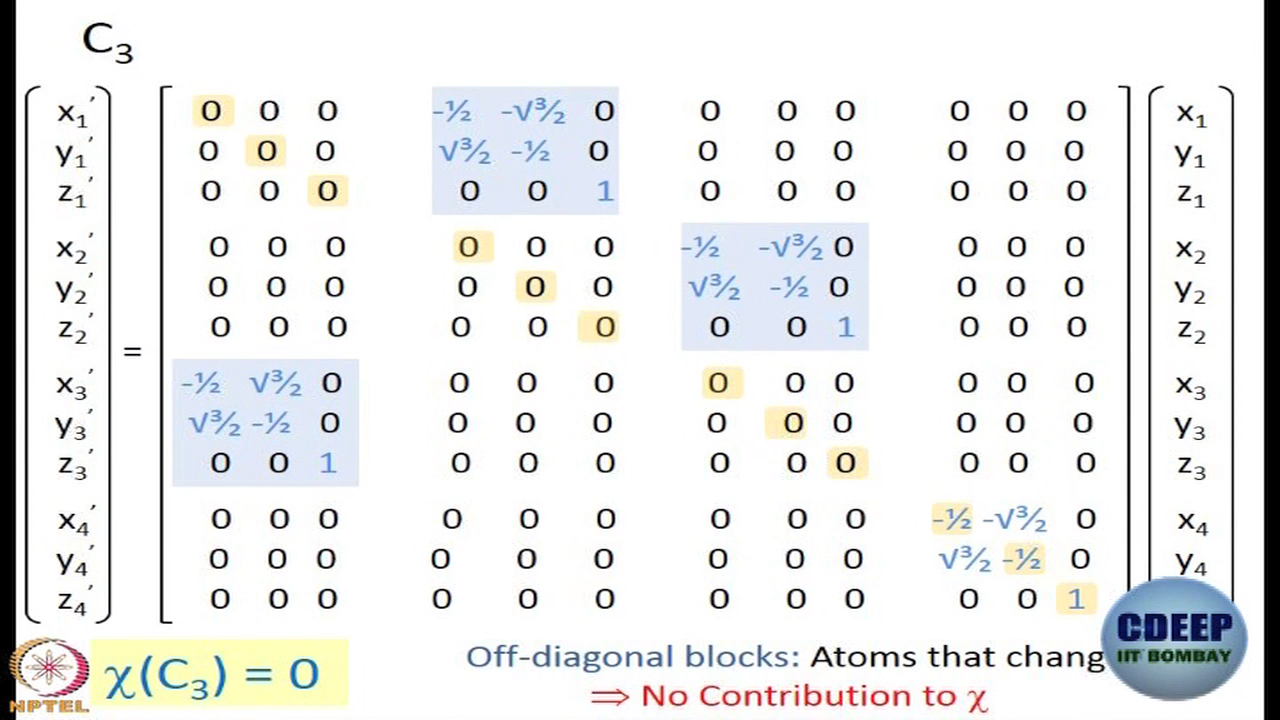 C₃
x₁′ 0 0 0 -½ -√³⁄₂ 0 0 0 0 0 0 0 x₁
y₁′ 0 0 0 √³⁄₂ -½ 0 0 0 0 0 0 0 y₁
z₁′ 0 0 0 0 0 1 0 0 0 0 0 0 z₁
x₂′ 0 0 0 0 0 0 -½ -√³⁄₂ 0 0 0 0 x₂
y₂′ 0 0 0 0 0 0 √³⁄₂ -½ 0 0 0 0 y₂
z₂′ 0 0 0 0 0 0 0 0 1 0 0 0 z₂
=
x₃′ -½ √³⁄₂ 0 0 0 0 0 0 0 0 0 0 x₃
y₃′ √³⁄₂ -½ 0 0 0 0 0 0 0 0 0 0 y₃
z₃′ 0 0 1 0 0 0 0 0 0 0 0 0 z₃
x₄′ 0 0 0 0 0 0 0 0 0 -½ -√³⁄₂ 0 x₄
y₄′ 0 0 0 0 0 0 0 0 0 √³⁄₂ -½ 0 y₄
z₄′ 0 0 0 0 0 0 0 0 0 0 0 1
χ(C₃) = 0
Off-diagonal blocks: Atoms that chang
⟹ No Contribution to χ
CDEEP
IIT BOMBAY
NPTEL